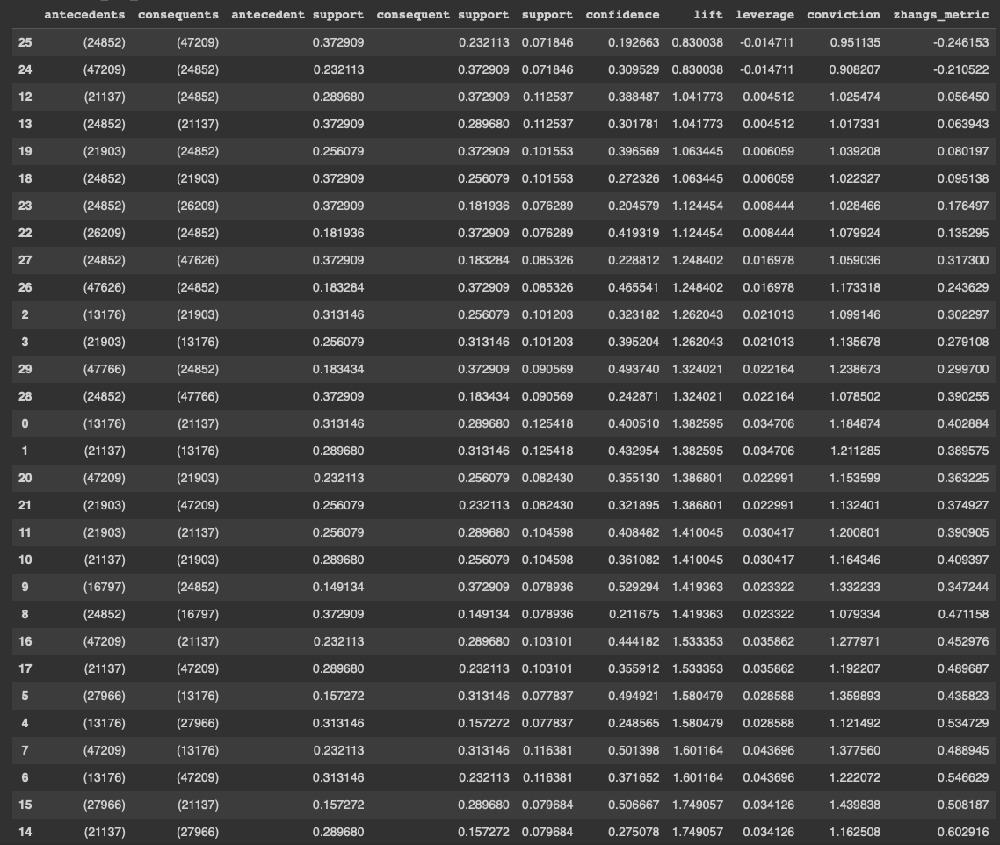 antecedents consequents antecedent support consequent support support confidence lift leverage conviction zhangs_metric
25 (24852) (47209) 0.372909 0.232113 0.071846 0.192663 0.830038 -0.014711 0.951135 -0.246153
24 (47209) (24852) 0.232113 0.372909 0.071846 0.309529 0.830038 -0.014711 0.908207 -0.210522
12 (21137) (24852) 0.289680 0.372909 0.112537 0.388487 1.041773 0.004512 1.025474 0.056450
13 (24852) (21137) 0.372909 0.289680 0.112537 0.301781 1.041773 0.004512 1.017331 0.063943
19 (21903) (24852) 0.256079 0.372909 0.101553 0.396569 1.063445 0.006059 1.039208 0.080197
18 (24852) (21903) 0.372909 0.256079 0.101553 0.272326 1.063445 0.006059 1.022327 0.095138
23 (24852) (26209) 0.372909 0.181936 0.076289 0.204579 1.124454 0.008444 1.028466 0.176497
22 (26209) (24852) 0.181936 0.372909 0.076289 0.419319 1.124454 0.008444 1.079924 0.135295
27 (24852) (47626) 0.372909 0.183284 0.085326 0.228812 1.248402 0.016978 1.059036 0.317300
26 (47626) (24852) 0.183284 0.372909 0.085326 0.465541 1.248402 0.016978 1.173318 0.243629
2 (13176) (21903) 0.313146 0.256079 0.101203 0.323182 1.262043 0.021013 1.099146 0.302297
3 (21903) (13176) 0.256079 0.313146 0.101203 0.395204 1.262043 0.021013 1.135678 0.279108
29 (47766) (24852) 0.183434 0.372909 0.090569 0.493740 1.324021 0.022164 1.238673 0.299700
28 (24852) (47766) 0.372909 0.183434 0.090569 0.242871 1.324021 0.022164 1.078502 0.390255
0 (13176) (21137) 0.313146 0.289680 0.125418 0.400510 1.382595 0.034706 1.184874 0.402884
1 (21137) (13176) 0.289680 0.313146 0.125418 0.432954 1.382595 0.034706 1.211285 0.389575
20 (47209) (21903) 0.232113 0.256079 0.082430 0.355130 1.386801 0.022991 1.153599 0.363225
21 (21903) (47209) 0.256079 0.232113 0.082430 0.321895 1.386801 0.022991 1.132401 0.374927
11 (21903) (21137) 0.256079 0.289680 0.104598 0.408462 1.410045 0.030417 1.200801 0.390905
10 (21137) (21903) 0.289680 0.256079 0.104598 0.361082 1.410045 0.030417 1.164346 0.409397
9 (16797) (24852) 0.149134 0.372909 0.078936 0.529294 1.419363 0.023322 1.332233 0.347244
8 (24852) (16797) 0.372909 0.149134 0.078936 0.211675 1.419363 0.023322 1.079334 0.471158
16 (47209) (21137) 0.232113 0.289680 0.103101 0.444182 1.533353 0.035862 1.277971 0.452976
17 (21137) (47209) 0.289680 0.232113 0.103101 0.355912 1.533353 0.035862 1.192207 0.489687
5 (27966) (13176) 0.157272 0.313146 0.077837 0.494921 1.580479 0.028588 1.359893 0.435823
4 (13176) (27966) 0.313146 0.157272 0.077837 0.248565 1.580479 0.028588 1.121492 0.534729
7 (47209) (13176) 0.232113 0.313146 0.116381 0.501398 1.601164 0.043696 1.377560 0.488945
6 (13176) (47209) 0.313146 0.232113 0.116381 0.371652 1.601164 0.043696 1.222072 0.546629
15 (27966) (21137) 0.157272 0.289680 0.079684 0.506667 1.749057 0.034126 1.439838 0.508187
14 (21137) (27966) 0.289680 0.157272 0.079684 0.275078 1.749057 0.034126 1.162508 0.602916